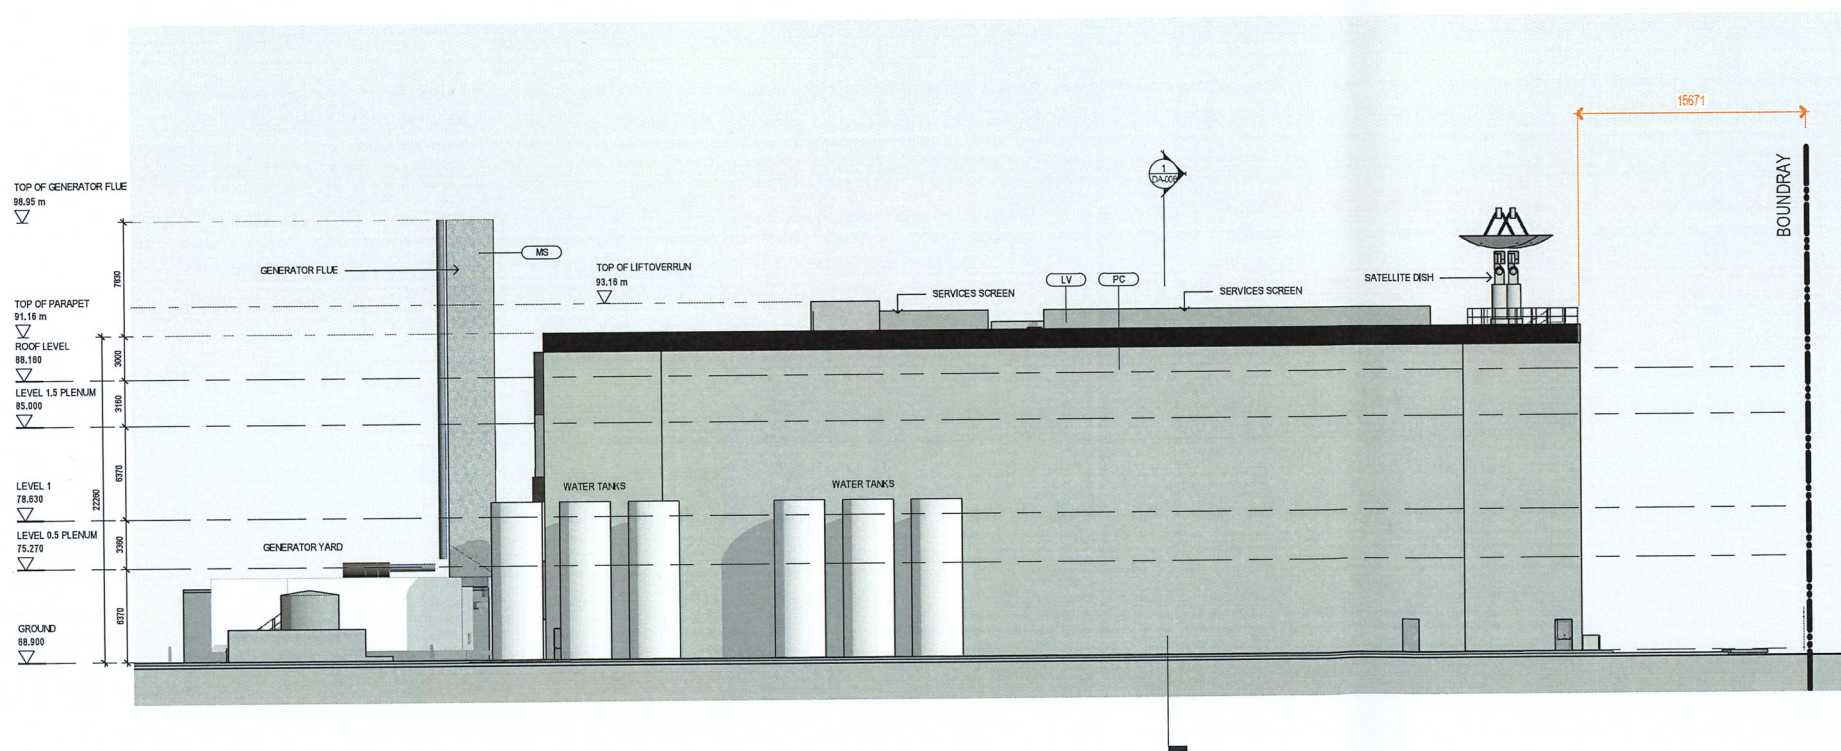 15671
BOUNDRAY
1
DA-006
TOP OF GENERATOR FLUE
98.95 m
MS
GENERATOR FLUE
TOP OF LIFTOVERRUN
93.16 m
LV
PC
SERVICES SCREEN
SERVICES SCREEN
SATELLITE DISH
7830
TOP OF PARAPET
91.16 m
ROOF LEVEL
88.160
3000
LEVEL 1.5 PLENUM
85.000
3160
6370
22260
LEVEL 1
78.630
WATER TANKS
WATER TANKS
LEVEL 0.5 PLENUM
75.270
3360
GENERATOR YARD
6370
GROUND
68.900